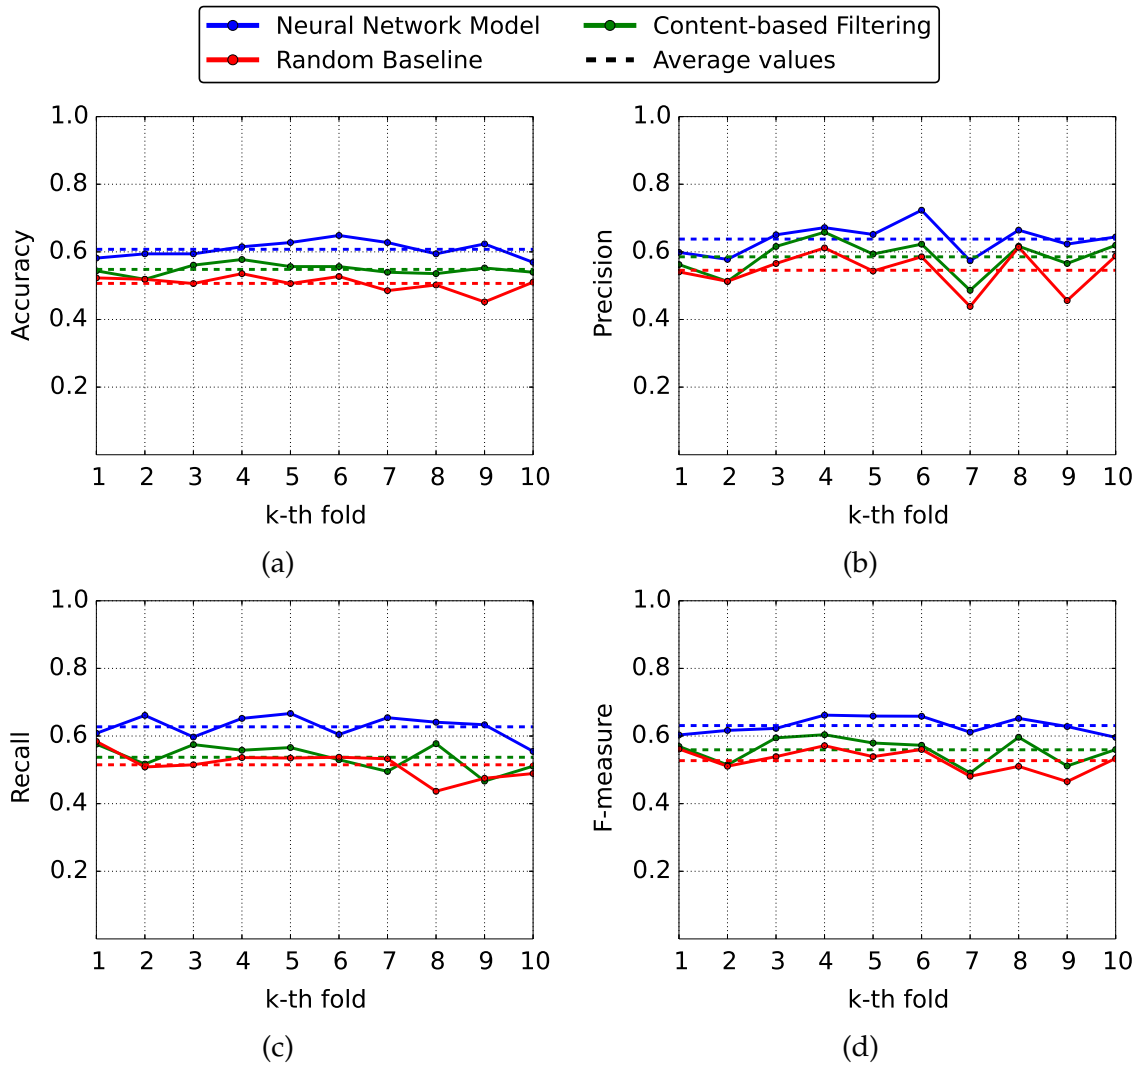 Neural Network Model Content-based Filtering
Random Baseline Average values
1.0
0.8
0.6
0.4
0.2
Accuracy
1 2 3 4 5 6 7 8 9 10
k-th fold
(a)
1.0
0.8
0.6
0.4
0.2
Precision
1 2 3 4 5 6 7 8 9 10
k-th fold
(b)
1.0
0.8
0.6
0.4
0.2
Recall
1 2 3 4 5 6 7 8 9 10
k-th fold
(c)
1.0
0.8
0.6
0.4
0.2
F-measure
1 2 3 4 5 6 7 8 9 10
k-th fold
(d)